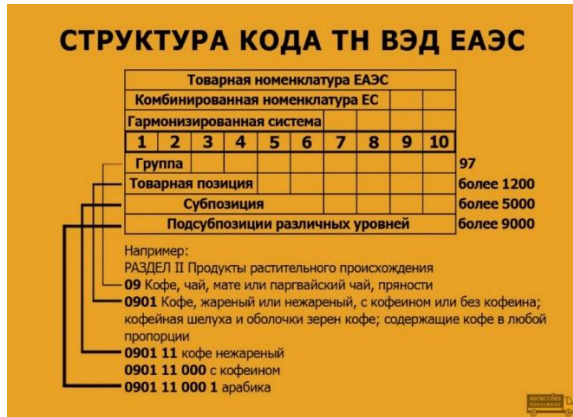 СТРУКТУРА КОДА ТН ВЭД ЕАЭС
Товарная номенклатура ЕАЭС
Комбинированная номенклатура ЕС
Гармонизированная система
1 2 3 4 5 6 7 8 9 10
Группа 97
Товарная позиция более 1200
Субпозиция более 5000
Подсубпозиции различных уровней более 9000
Например:
РАЗДЕЛ II Продукты растительного происхождения
09 Кофе, чай, мате или парагвайский чай, пряности
0901 Кофе, жареный или нежареный, с кофеином или без кофеина;
кофейная шелуха и оболочки зерен кофе; содержащие кофе в любой
пропорции
0901 11 кофе нежареный
0901 11 000 с кофеином
0901 11 000 1 арабика